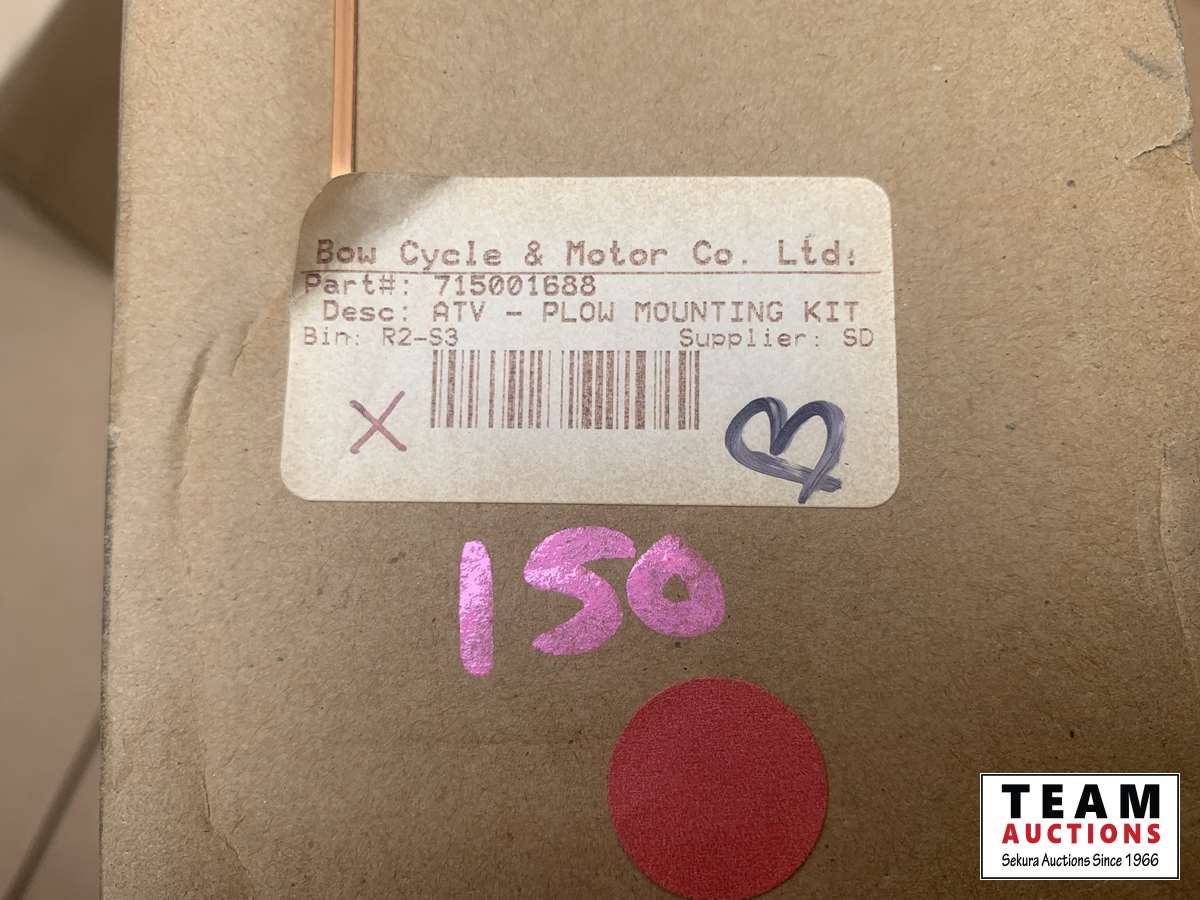 Bow Cycle & Motor Co. Ltd.
Part#: 715001688
Desc: ATV - PLOW MOUNTING KIT
Bin: R2-S3 Supplier: SD
X
B
150
TEAM
AUCTIONS
Sekura Auctions Since 1966